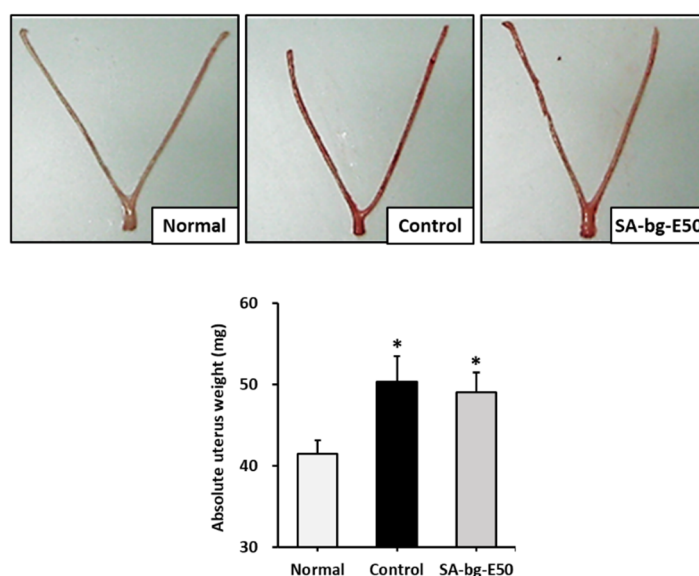 Normal
Control
SA-bg-E50
Absolute uterus weight (mg)
60
50
40
30
*
*
Normal
Control
SA-bg-E50